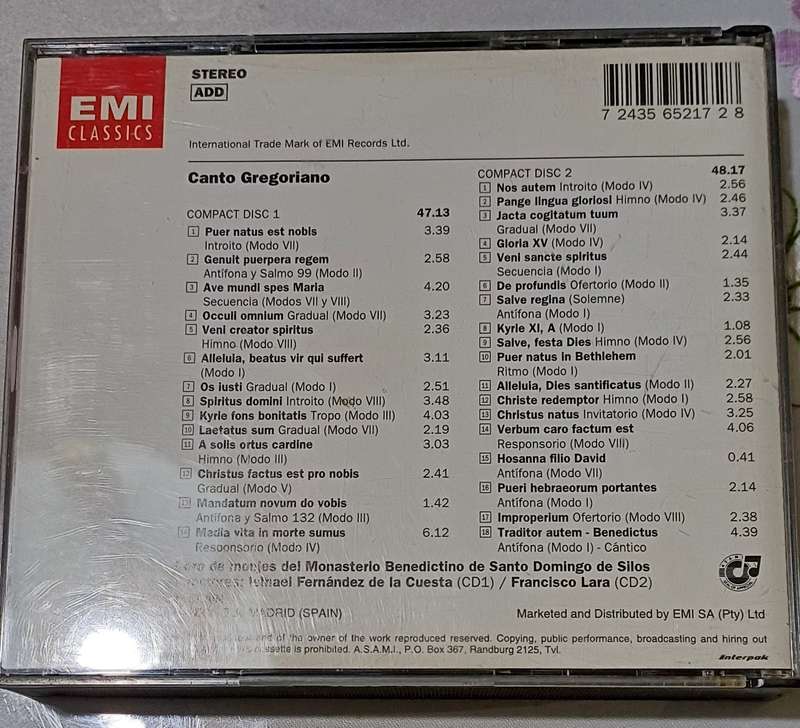 EMI
CLASSICS
STEREO
ADD
7 24356 52172 8
International Trade Mark of EMI Records Ltd.
Canto Gregoriano
COMPACT DISC 1 47.13
1 Puer natus est nobis 3.39
Introito (Modo VII)
2 Genuit puerpera regem 2.58
Antífona y Salmo 99 (Modo II)
3 Ave mundi spes Maria 4.20
Secuencia (Modos VII y VIII)
4 Occuli omnium Gradual (Modo VII) 3.23
5 Veni creator spiritus 2.36
Himno (Modo VIII)
6 Alleluia, beatus vir qui suffert 3.11
(Modo I)
7 Os iusti Gradual (Modo I) 2.51
8 Spiritus domini Introito (Modo VIII) 3.48
9 Kyrie fons bonitatis Tropo (Modo III) 4.03
10 Laetatus sum Gradual (Modo VII) 2.19
11 A solis ortus cardine 3.03
Himno (Modo III)
12 Christus factus est pro nobis 2.41
Gradual (Modo V)
13 Mandatum novum do vobis 1.42
Antífona y Salmo 132 (Modo III)
14 Media vita in morte sumus 6.12
Responsorio (Modo IV)
COMPACT DISC 2 48.17
1 Nos autem Introito (Modo IV) 2.56
2 Pange lingua gloriosi Himno (Modo IV) 2.46
3 Jacta cogitatum tuum 3.37
Gradual (Modo VII)
4 Gloria XV (Modo IV) 2.14
5 Veni sancte spiritus 2.44
Secuencia (Modo I)
6 De profundis Ofertorio (Modo II) 1.35
7 Salve regina (Solemne) 2.33
Antífona (Modo I)
8 Kyrie XI, A (Modo I) 1.08
9 Salve, festa Dies Himno (Modo IV) 2.56
10 Puer natus in Bethlehem 2.01
Ritmo (Modo I)
11 Alleluia, Dies santificatus (Modo II) 2.27
12 Christe redemptor Himno (Modo I) 2.58
13 Christus natus Invitatorio (Modo IV) 3.25
14 Verbum caro factum est 4.06
Responsorio (Modo VIII)
15 Hosanna filio David 0.41
Antífona (Modo VII)
16 Pueri hebraeorum portantes 2.14
Antífona (Modo I)
17 Improperium Ofertorio (Modo VIII) 2.38
18 Traditor autem - Benedictus 4.39
Antífona (Modo I) - Cántico
de monjes del Monasterio Benedictino de Santo Domingo de Silos
Ismael Fernández de la Cuesta (CD1) / Francisco Lara (CD2)
MADRID (SPAIN)
Marketed and Distributed by EMI SA (Pty) Ltd
and of the owner of the work reproduced reserved. Copying, public performance, broadcasting and hiring out
cassette is prohibited. A.S.A.M.I., P.O. Box 367, Randburg 2125, Tvl.
Interpak